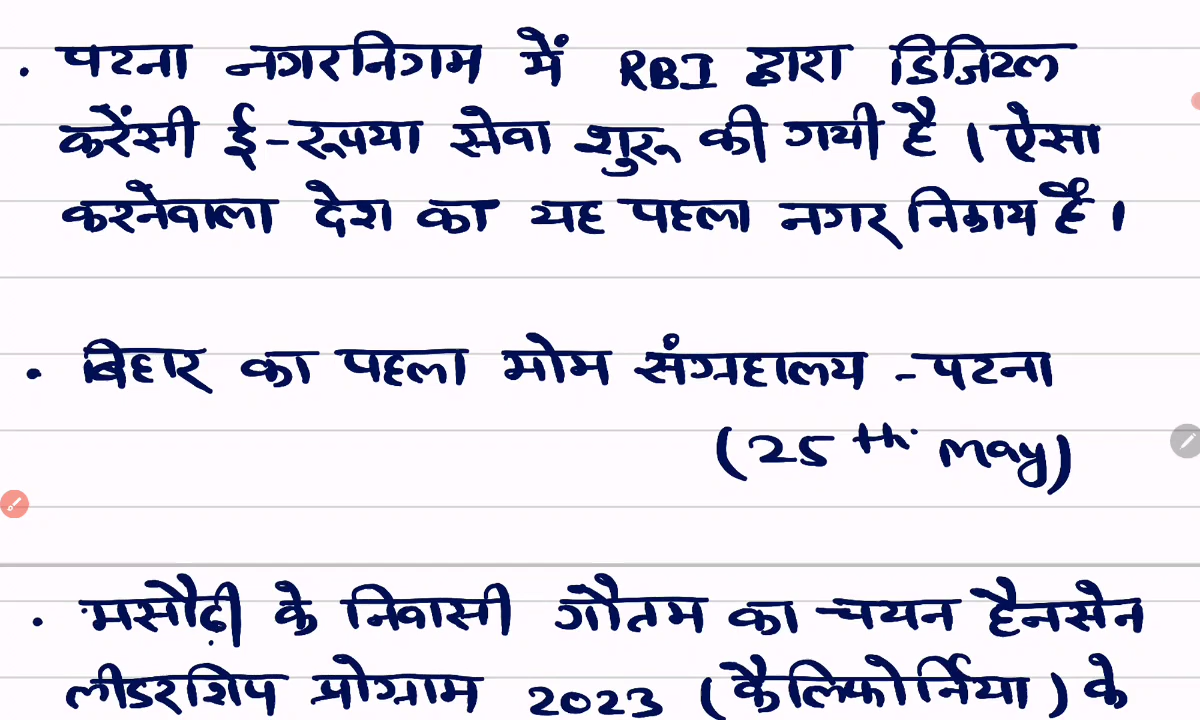 . पटना नगरनिगम में RBI द्वारा डिजिटल
करेंसी ई-रूपया सेवा शुरू की गयी है । ऐसा
करनेवाला देश का यह पहला नगर निकाय है ।
. बिहार का पहला मोम संग्रहालय - पटना
(25th May)
. मसौढ़ी के निवासी गौतम का चयन हैनसेन
लीडरशिप प्रोग्राम 2023 (कैलिफोर्निया) के